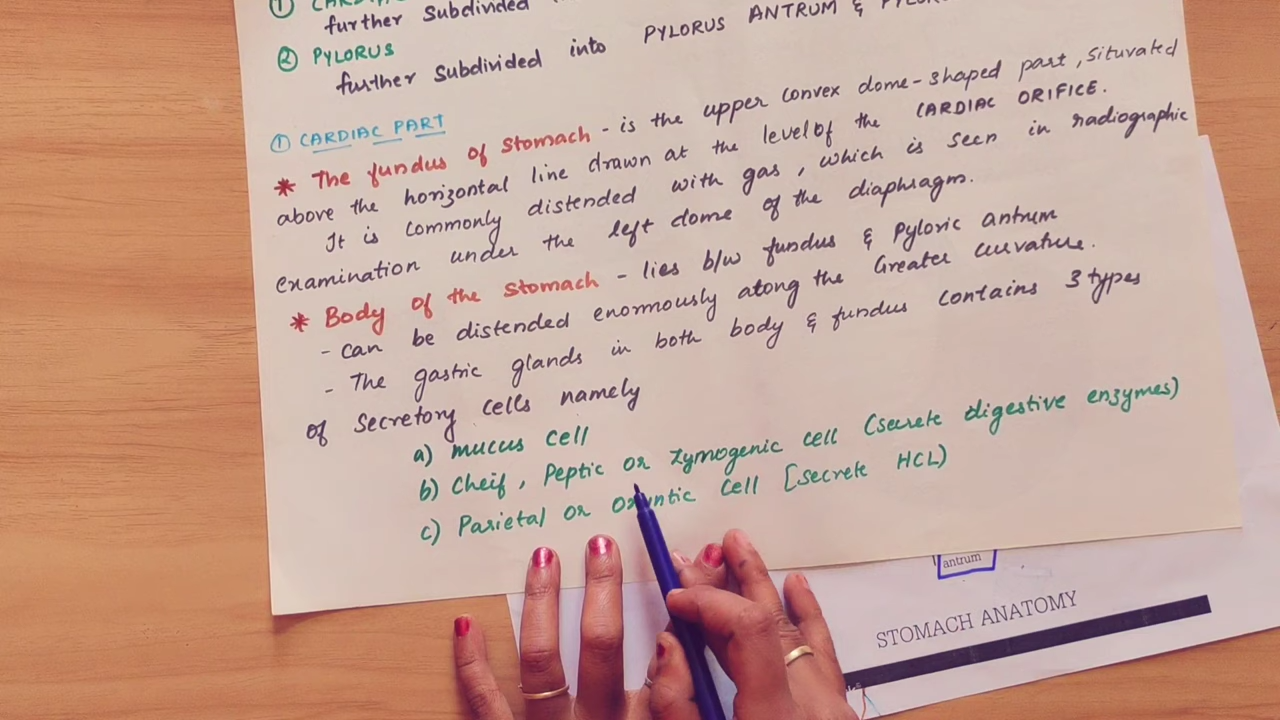 ① CARDIAC
further Subdivided
② PYLORUS
further Subdivided into PYLORUS ANTRUM &
① CARDIAC PART
* The fundus of Stomach - is the upper convex dome-shaped part, situvated
above the horizontal line drawn at the level of the CARDIAC ORIFICE.
It is commonly distended with gas, which is seen in radiographic
examination under the left dome of the diaphragm.
* Body of the stomach - lies b/w fundus & Pyloric antrum
- can be distended enormously along the Greater curvature.
- The gastric glands in both body & fundus contains 3 types
of Secretory cells namely
a) mucus cell
b) Cheif, Peptic or Zymogenic cell (secrete digestive enzymes)
c) Parietal or Oxyntic cell [secrete HCL)
antrum
STOMACH ANATOMY